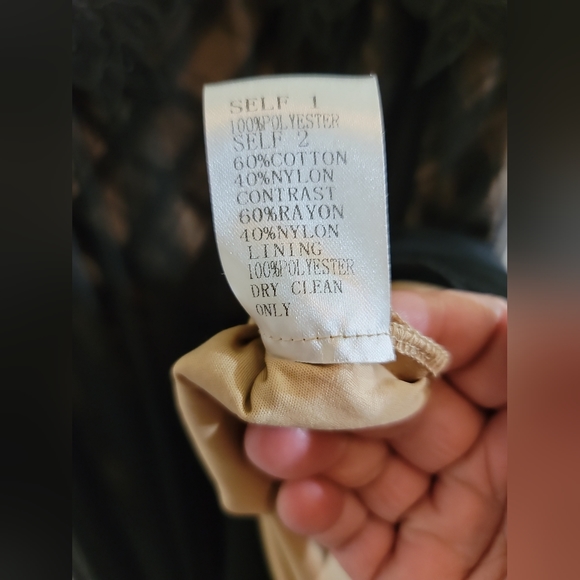 SELF 1
100%POLYESTER
SELF 2
60%COTTON
40%NYLON
CONTRAST
60%RAYON
40%NYLON
LINING
100%POLYESTER
DRY CLEAN
ONLY